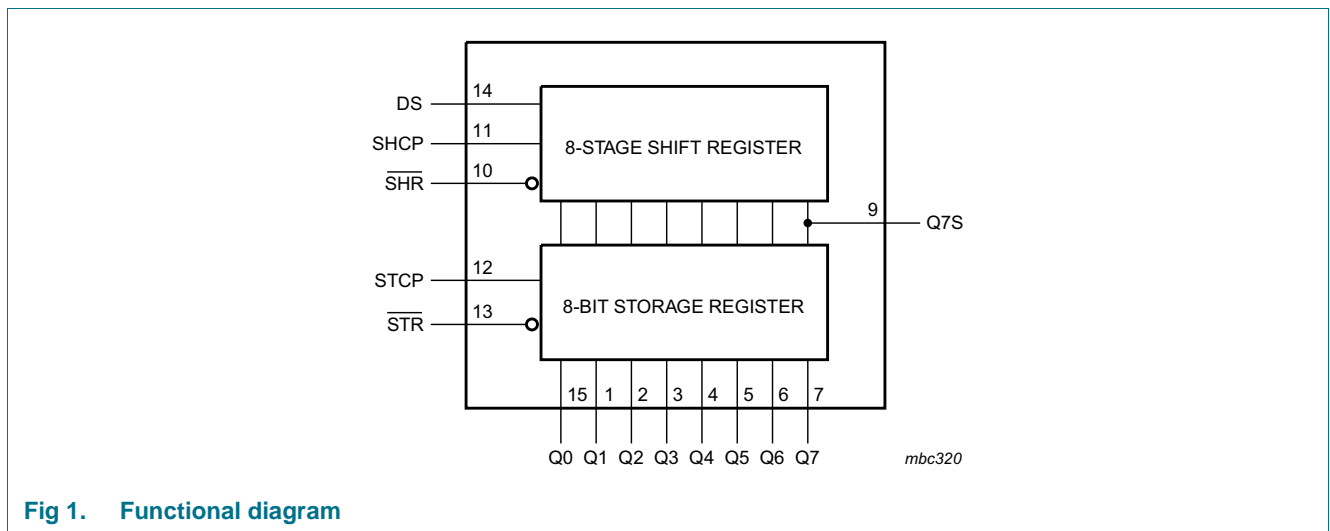 DS 14
SHCP 11
8-STAGE SHIFT REGISTER
S̅H̅R̅ 10
9 Q7S
STCP 12
8-BIT STORAGE REGISTER
S̅T̅R̅ 13
15 1 2 3 4 5 6 7
Q0 Q1 Q2 Q3 Q4 Q5 Q6 Q7
mbc320
Fig 1. Functional diagram